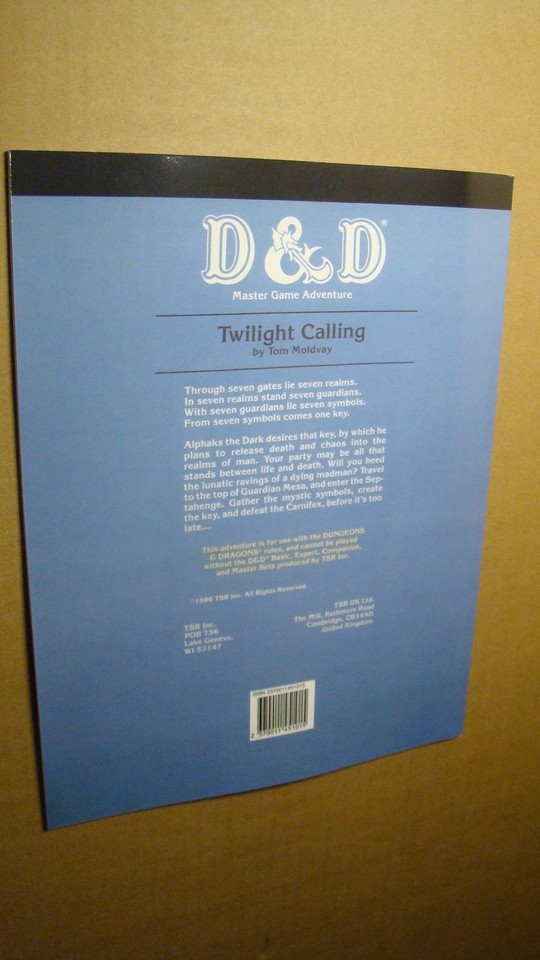 D&D®
Master Game Adventure
Twilight Calling
by Tom Moldvay
Through seven gates lie seven realms.
In seven realms stand seven guardians.
With seven guardians lie seven symbols.
From seven symbols comes one key.
Alphaks the Dark desires that key, by which he
plans to release death and chaos into the
realms of man. Your party may be all that
stands between life and death. Will you heed
the lunatic ravings of a dying madman? Travel
to the top of Guardian Mesa, and enter the Sep-
tahenge. Gather the mystic symbols, create
the key, and defeat the Carnifex, before it's too
late...
This adventure is for use with the DUNGEONS
& DRAGONS® rules, and cannot be played
without the D&D® Basic, Expert, Companion,
and Master Sets produced by TSR Inc.
©1986 TSR Inc. All Rights Reserved.
TSR Inc.
POB 756
Lake Geneva,
WI 53147
TSR UK Ltd.
The Mill, Rathmore Road
Cambridge, CB14AD
United Kingdom
ISBN 2370011451015
2 370011 451015